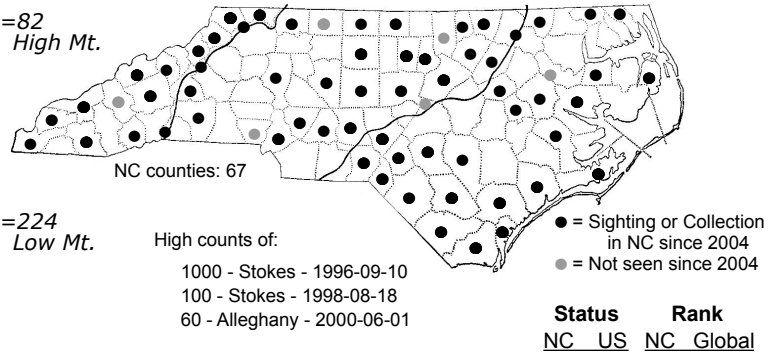 =82
High Mt.
NC counties: 67
=224
Low Mt.
High counts of:
1000 - Stokes - 1996-09-10
100 - Stokes - 1998-08-18
60 - Alleghany - 2000-06-01
= Sighting or Collection
in NC since 2004
= Not seen since 2004
Status Rank
NC US NC Global